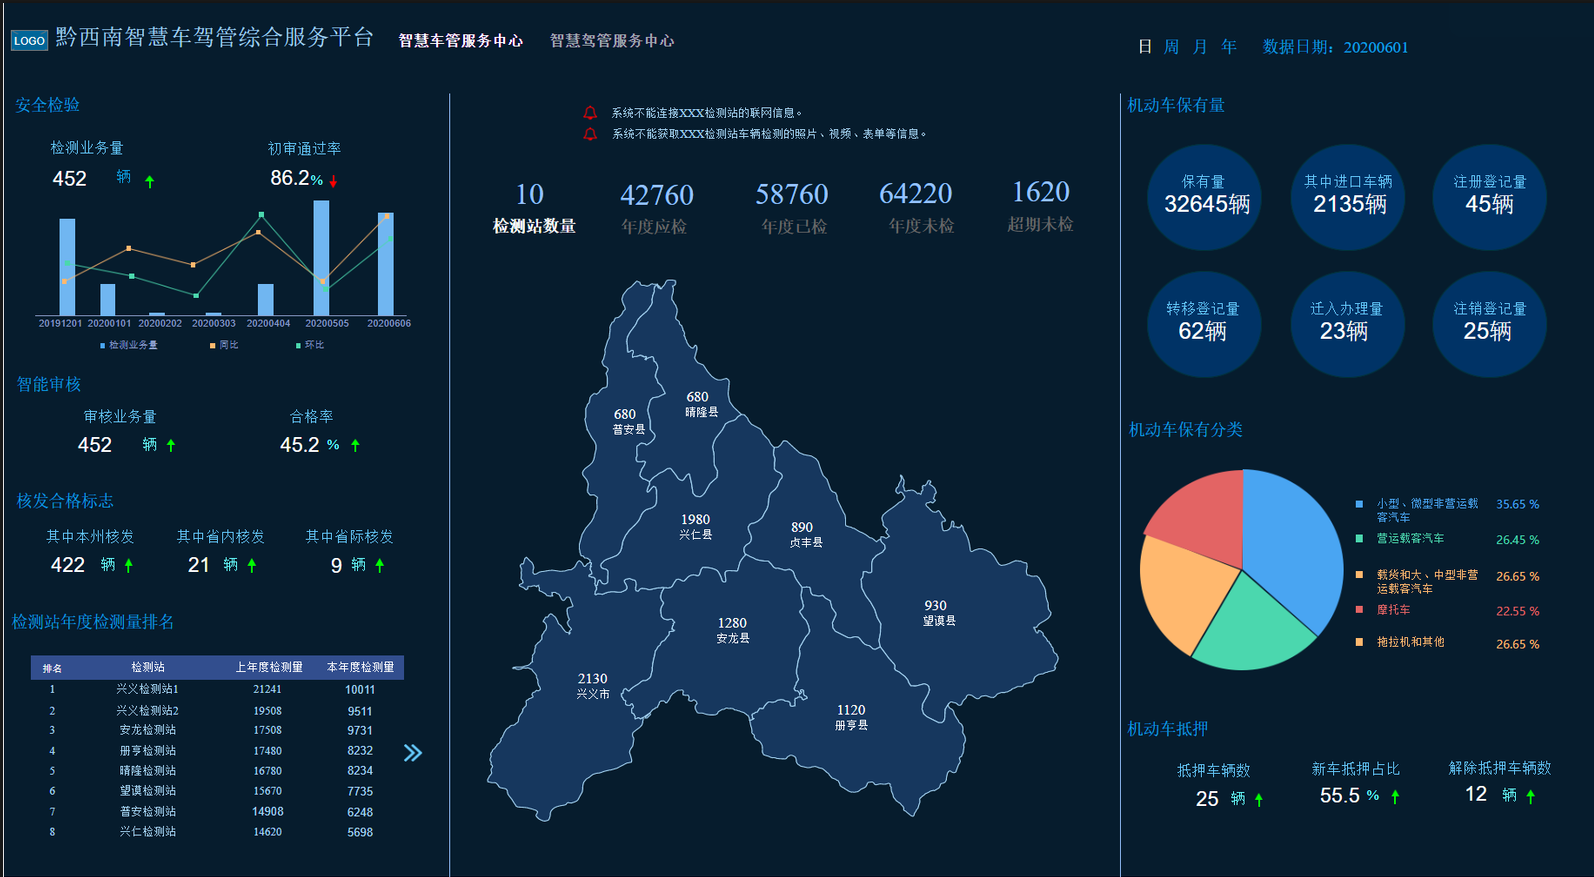 LOGO 黔西南智慧车驾管综合服务平台 智慧车管服务中心 智慧驾管服务中心
日 周 月 年 数据日期：20200601
安全检验
检测业务量 初审通过率
452 辆 86.2%
20191201 20200101 20200202 20200303 20200404 20200505 20200606
检测业务量 同比 环比
智能审核
审核业务量 合格率
452 辆 45.2 %
核发合格标志
其中本州核发 其中省内核发 其中省际核发
422 辆 21 辆 9 辆
检测站年度检测量排名
排名 检测站 上年度检测量 本年度检测量
1 兴义检测站1 21241 10011
2 兴义检测站2 19508 9511
3 安龙检测站 17508 9731
4 册亨检测站 17480 8232
5 晴隆检测站 16780 8234
6 望谟检测站 15670 7735
7 普安检测站 14908 6248
8 兴仁检测站 14620 5698
系统不能连接XXX检测站的联网信息。
系统不能获取XXX检测站车辆检测的照片、视频、表单等信息。
10 42760 58760 64220 1620
检测站数量 年度应检 年度已检 年度未检 超期未检
680
晴隆县
680
普安县
1980
兴仁县
890
贞丰县
930
望谟县
1280
安龙县
2130
兴义市
1120
册亨县
机动车保有量
保有量 其中进口车辆 注册登记量
32645辆 2135辆 45辆
转移登记量 迁入办理量 注销登记量
62辆 23辆 25辆
机动车保有分类
小型、微型非营运载 35.65 %
客汽车
营运载客汽车 26.45 %
载货和大、中型非营 26.65 %
运载客汽车
摩托车 22.55 %
拖拉机和其他 26.65 %
机动车抵押
抵押车辆数 新车抵押占比 解除抵押车辆数
25 辆 55.5 % 12 辆